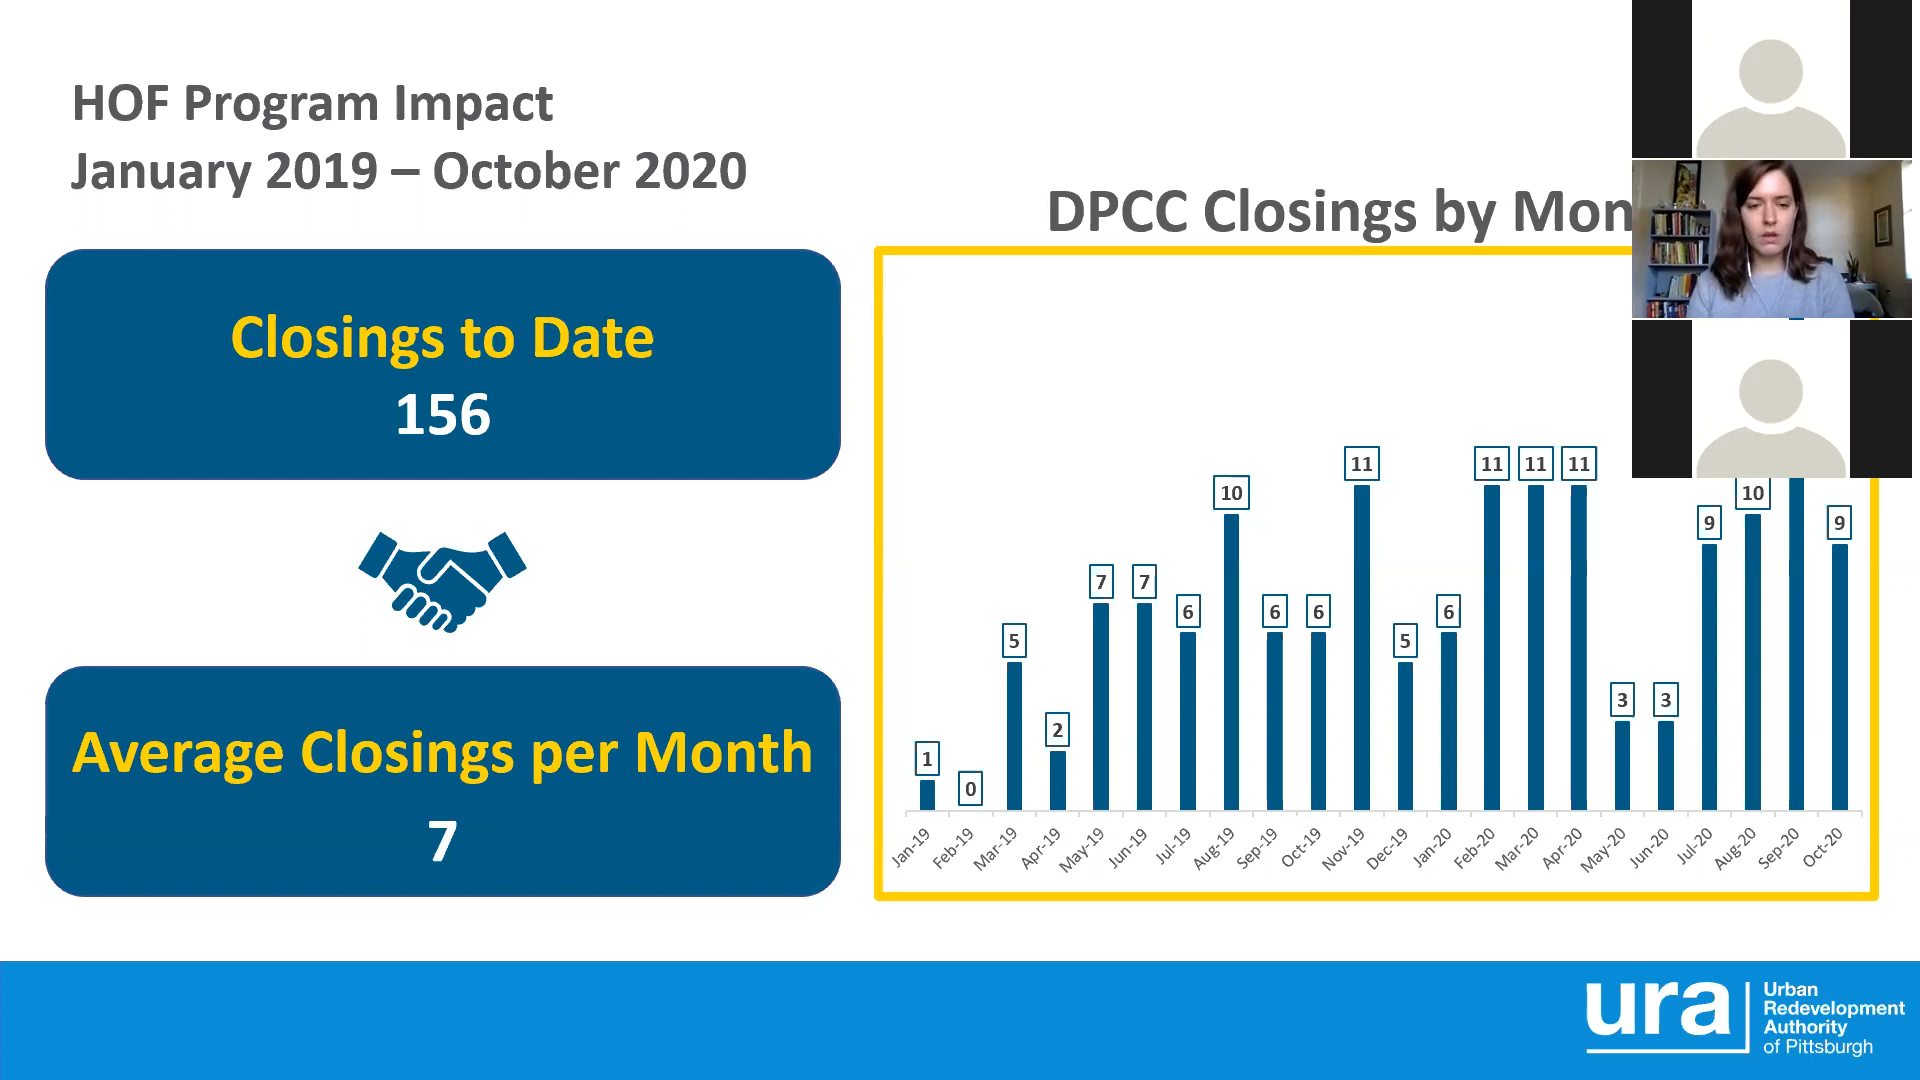 HOF Program Impact
January 2019 – October 2020
DPCC Closings by Mon
Closings to Date
156
Average Closings per Month
7
1
0
5
2
7
7
6
10
6
6
11
5
6
11
11
11
3
3
9
10
9
Jan-19
Feb-19
Mar-19
Apr-19
May-19
Jun-19
Jul-19
Aug-19
Sep-19
Oct-19
Nov-19
Dec-19
Jan-20
Feb-20
Mar-20
Apr-20
May-20
Jun-20
Jul-20
Aug-20
Sep-20
Oct-20
ura
Urban
Redevelopment
Authority
of Pittsburgh